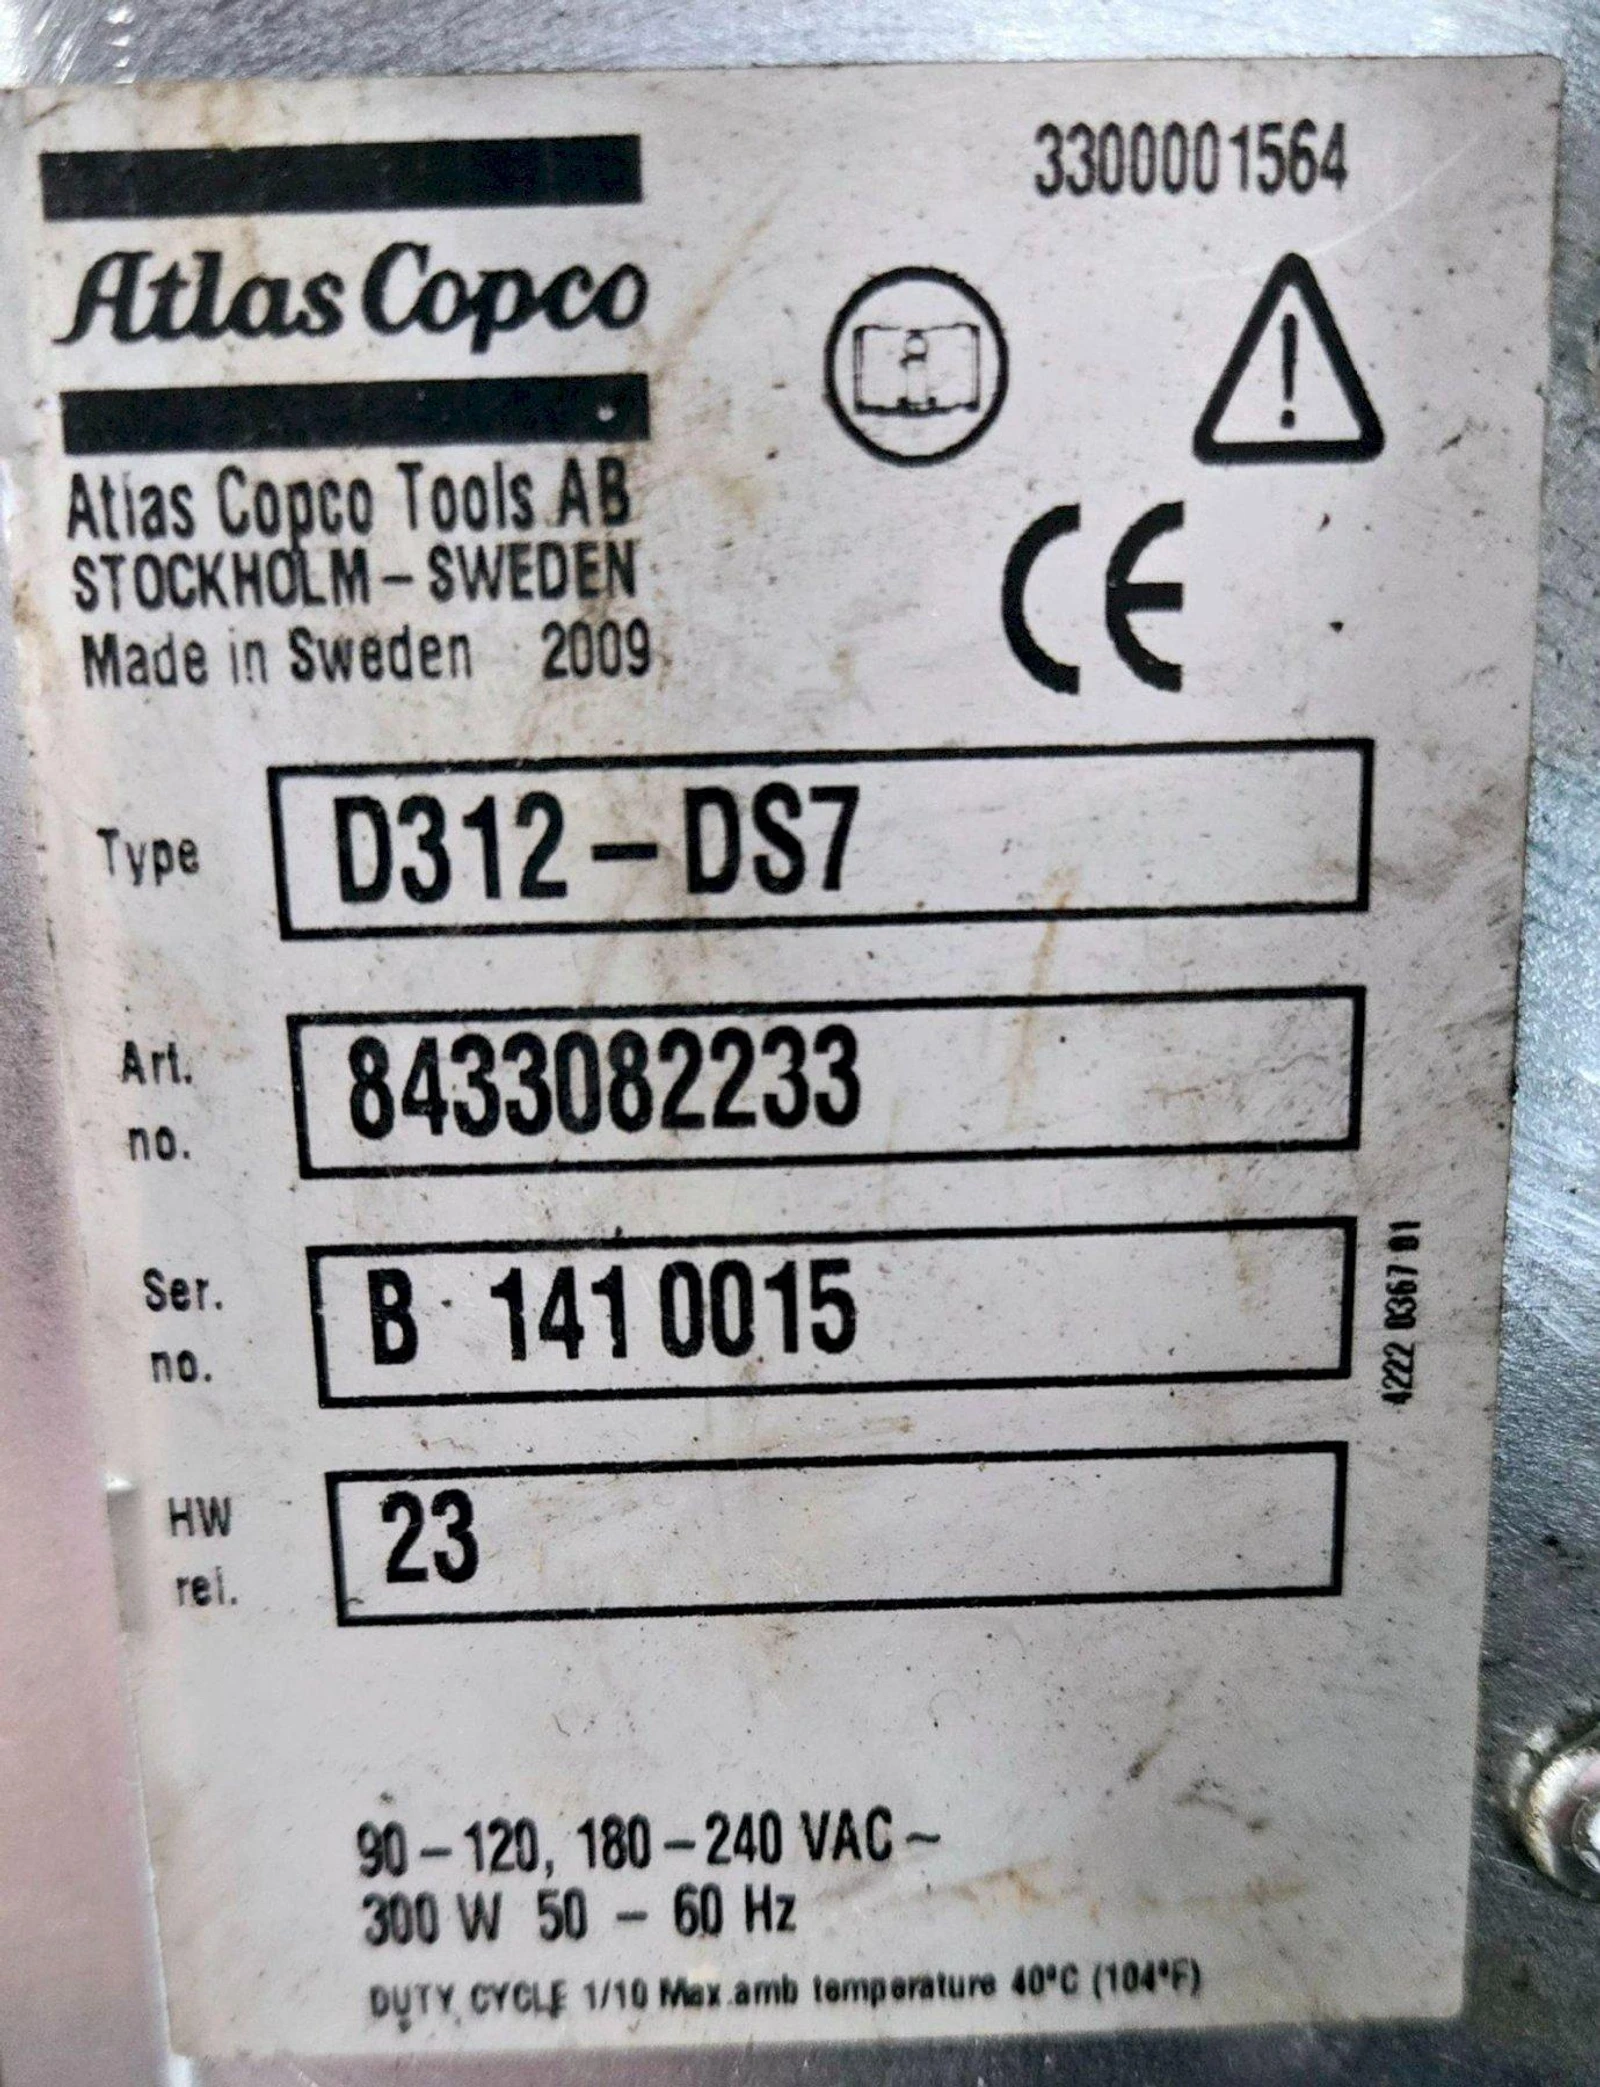 3300001564
Atlas Copco
Atlas Copco Tools AB
STOCKHOLM – SWEDEN
Made in Sweden 2009
CE
Type D312 – DS7
Art. no. 8433082233
Ser. no. B 1410015
4222 0367 01
HW rel. 23
90 – 120, 180 – 240 VAC ~
300 W 50 – 60 Hz
DUTY CYCLE 1/10 Max amb temperature 40°C (104°F)